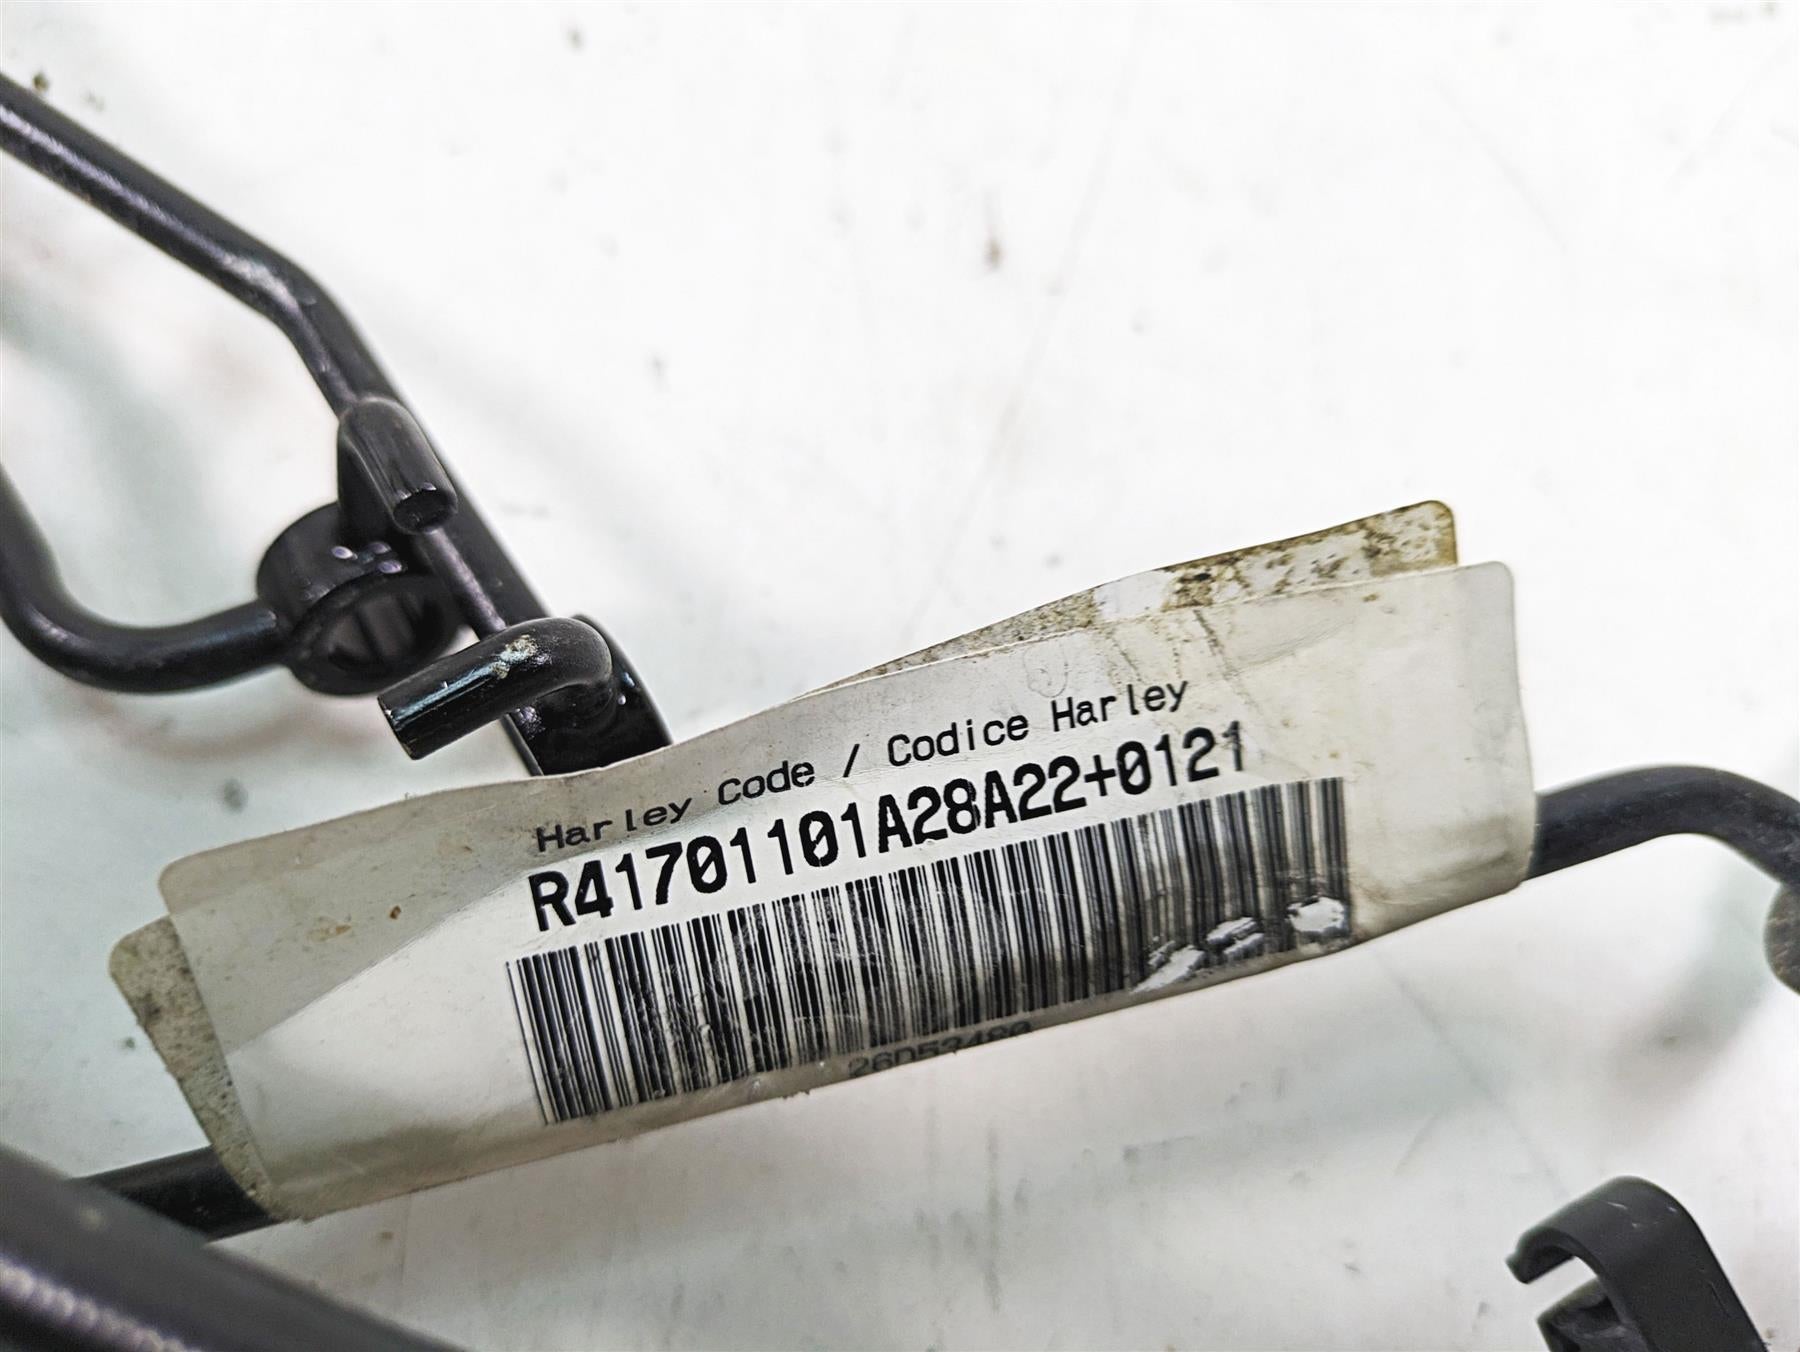 Harley Code / Codice Harley
R41701101A28A22+0121